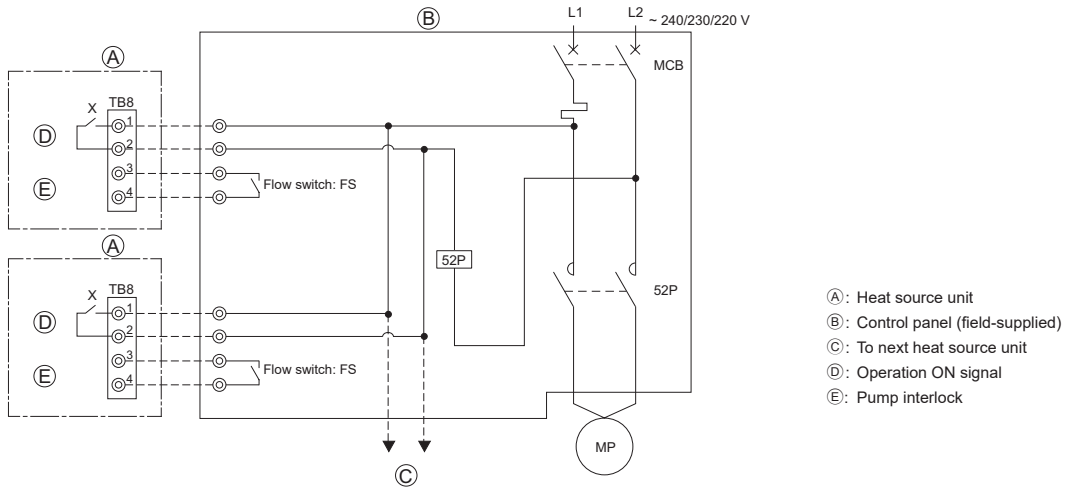 Ⓑ
L1
L2
~ 240/230/220 V
MCB
Ⓐ
X
TB8
Ⓓ
1
2
Ⓔ
3
4
Flow switch: FS
Ⓐ
52P
52P
X
TB8
Ⓓ
1
2
Ⓔ
3
4
Flow switch: FS
MP
Ⓒ
Ⓐ: Heat source unit
Ⓑ: Control panel (field-supplied)
Ⓒ: To next heat source unit
Ⓓ: Operation ON signal
Ⓔ: Pump interlock